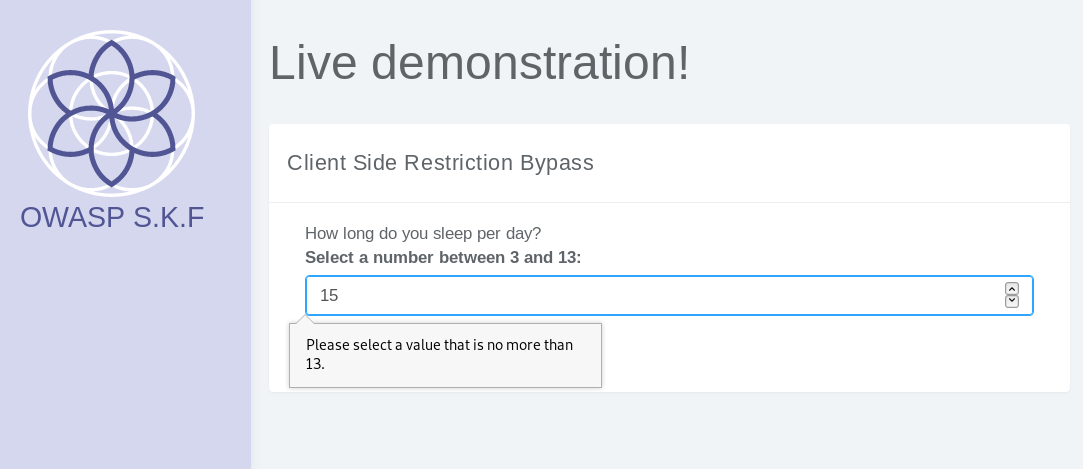 OWASP S.K.F
Live demonstration!
Client Side Restriction Bypass
How long do you sleep per day?
Select a number between 3 and 13:
15
Please select a value that is no more than
13.